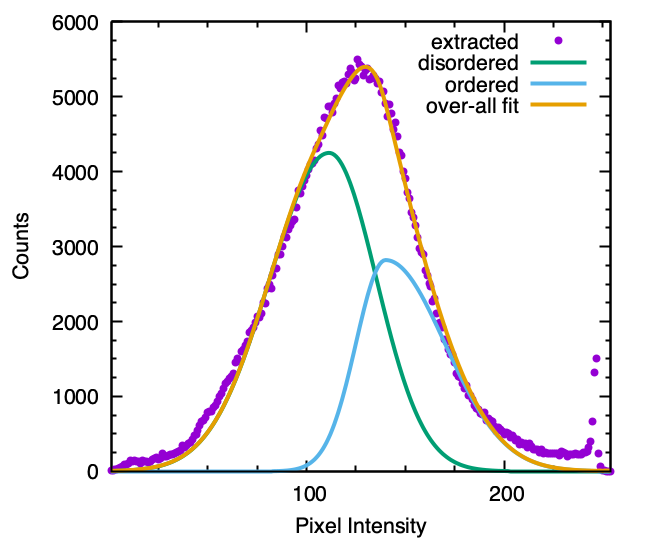 6000
5000
4000
3000
2000
1000
0
Counts
extracted
disordered
ordered
over-all fit
100 200
Pixel Intensity